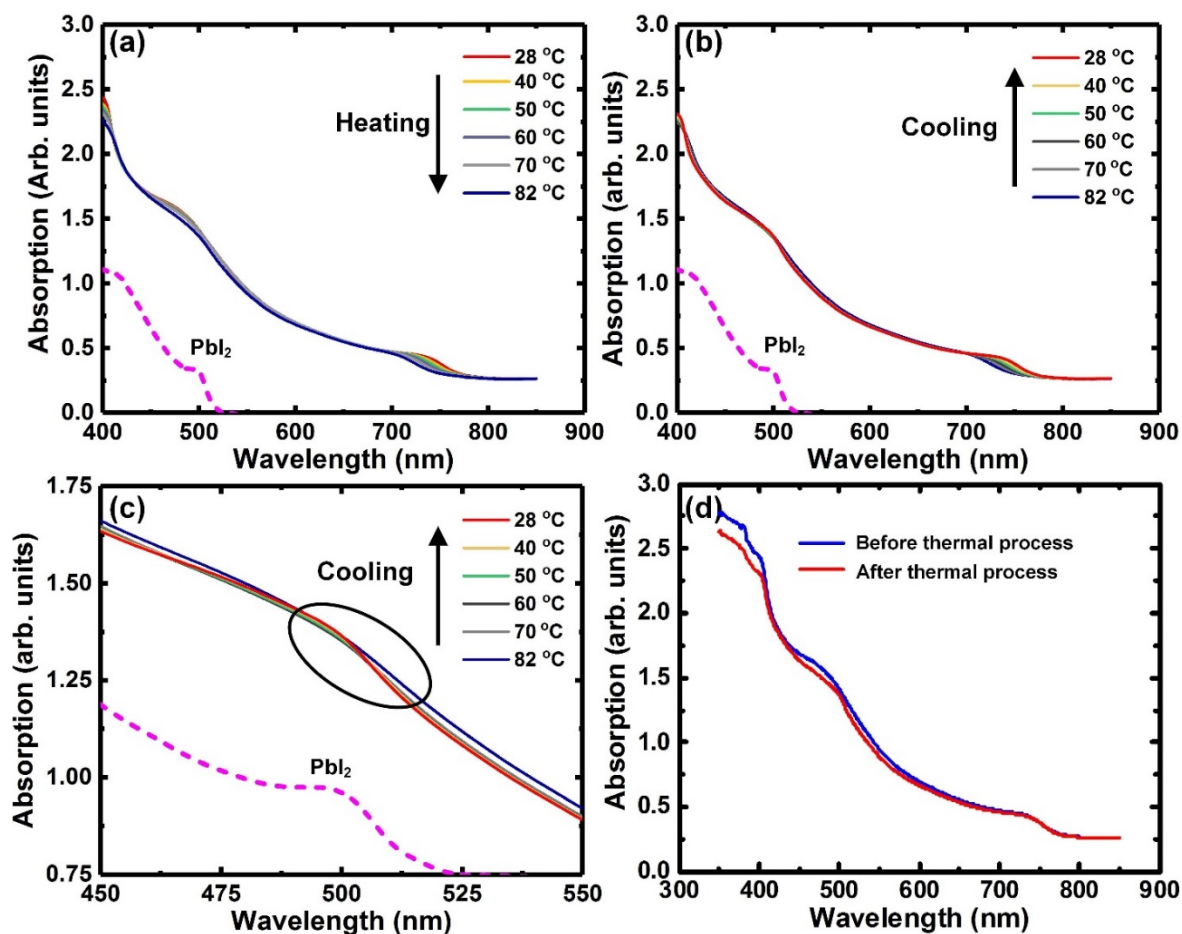 (a)
3.0
2.5
2.0
1.5
1.0
0.5
0.0
Absorption (Arb. units)
28 °C
40 °C
50 °C
60 °C
70 °C
82 °C
Heating
PbI₂
400 500 600 700 800 900
Wavelength (nm)
(b)
3.0
2.5
2.0
1.5
1.0
0.5
0.0
Absorption (arb. units)
28 °C
40 °C
50 °C
60 °C
70 °C
82 °C
Cooling
PbI₂
400 500 600 700 800 900
Wavelength (nm)
(c)
1.75
1.50
1.25
1.00
0.75
Absorption (arb. units)
28 °C
40 °C
50 °C
60 °C
70 °C
82 °C
Cooling
PbI₂
450 475 500 525 550
Wavelength (nm)
(d)
3.0
2.5
2.0
1.5
1.0
0.5
0.0
Absorption (arb. units)
Before thermal process
After thermal process
300 400 500 600 700 800 900
Wavelength (nm)